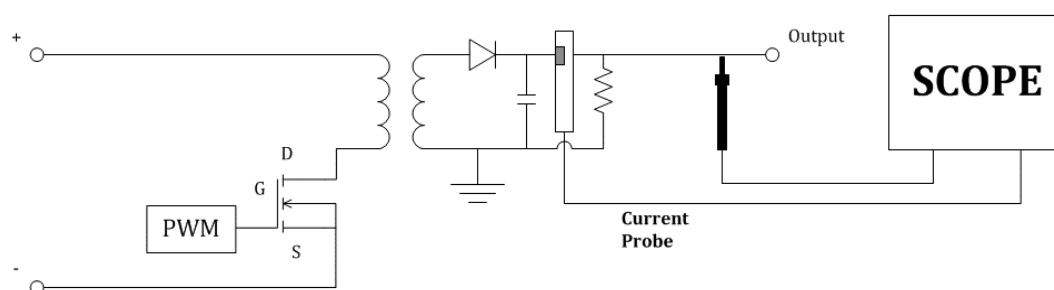 +
Output
SCOPE
D
G
PWM
S
Current
Probe
-